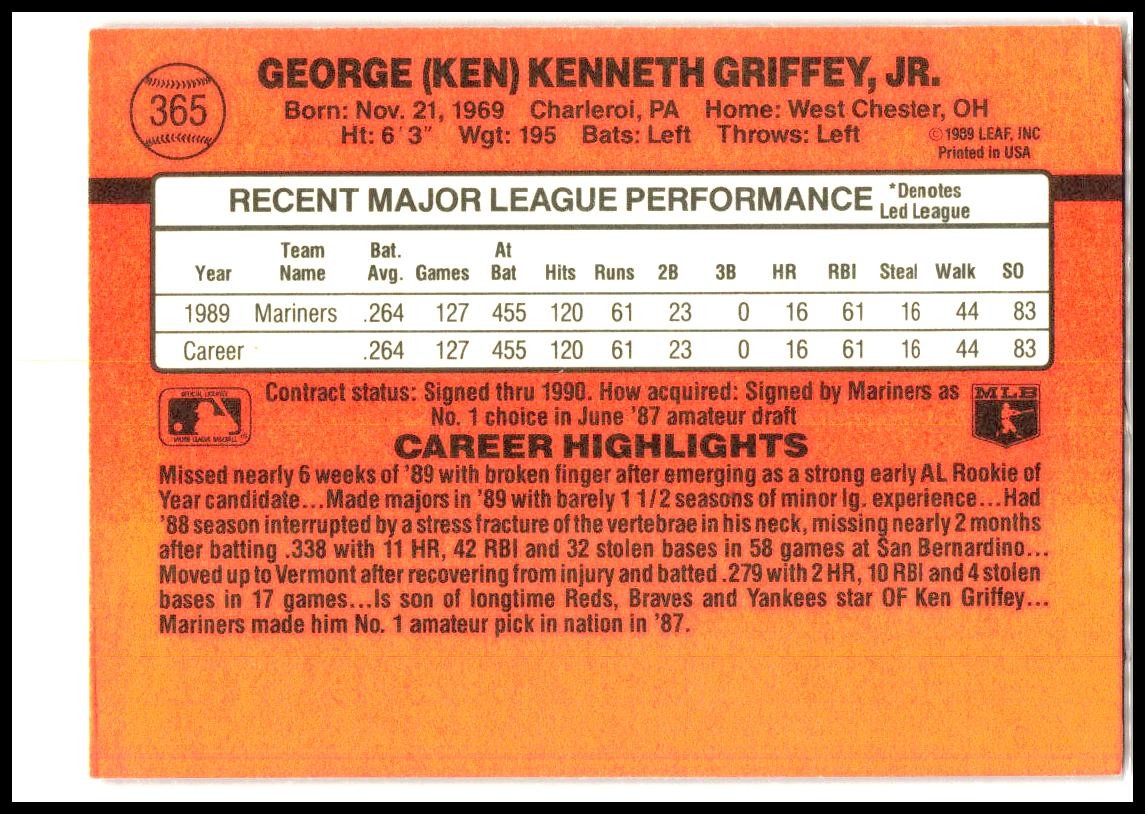 365
GEORGE (KEN) KENNETH GRIFFEY, JR.
Born: Nov. 21, 1969 Charleroi, PA Home: West Chester, OH
Ht: 6'3" Wgt: 195 Bats: Left Throws: Left
©1989 LEAF, INC
Printed in USA
RECENT MAJOR LEAGUE PERFORMANCE *Denotes Led League
Year Team Name Bat. Avg. Games At Bat Hits Runs 2B 3B HR RBI Steal Walk SO
1989 Mariners .264 127 455 120 61 23 0 16 61 16 44 83
Career .264 127 455 120 61 23 0 16 61 16 44 83
Contract status: Signed thru 1990. How acquired: Signed by Mariners as
No. 1 choice in June '87 amateur draft
MLB
CAREER HIGHLIGHTS
Missed nearly 6 weeks of '89 with broken finger after emerging as a strong early AL Rookie of
Year candidate...Made majors in '89 with barely 1 1/2 seasons of minor lg. experience...Had
'88 season interrupted by a stress fracture of the vertebrae in his neck, missing nearly 2 months
after batting .338 with 11 HR, 42 RBI and 32 stolen bases in 58 games at San Bernardino...
Moved up to Vermont after recovering from injury and batted .279 with 2 HR, 10 RBI and 4 stolen
bases in 17 games...Is son of longtime Reds, Braves and Yankees star OF Ken Griffey...
Mariners made him No. 1 amateur pick in nation in '87.